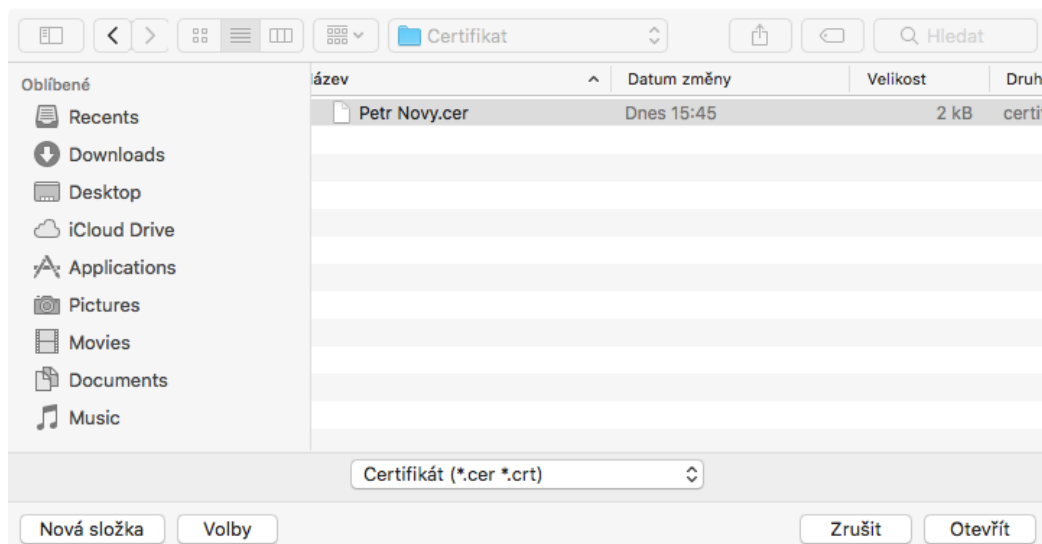 Certifikat
Hledat
Oblíbené
Recents
Downloads
Desktop
iCloud Drive
Applications
Pictures
Movies
Documents
Music
ázev Datum změny Velikost Druh
Petr Novy.cer Dnes 15:45 2 kB certi
Certifikát (*.cer *.crt)
Nová složka Volby Zrušit Otevřít